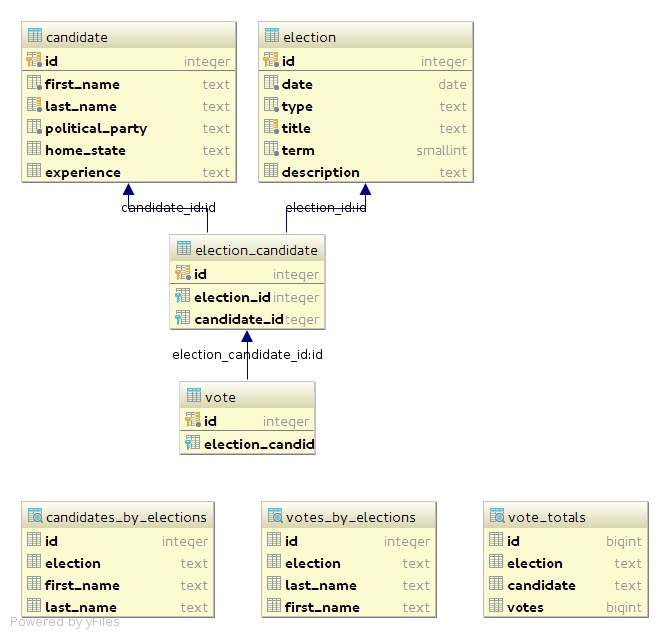 candidate
id integer
first_name text
last_name text
political_party text
home_state text
experience text
election
id integer
date date
type text
title text
term smallint
description text
candidate_id:id
election_id:id
election_candidate
id integer
election_id integer
candidate_id teger
election_candidate_id:id
vote
id integer
election_candid
candidates_by_elections
id integer
election text
first_name text
last_name text
votes_by_elections
id integer
election text
last_name text
first_name text
vote_totals
id bigint
election text
candidate text
votes bigint
Powered by yFiles